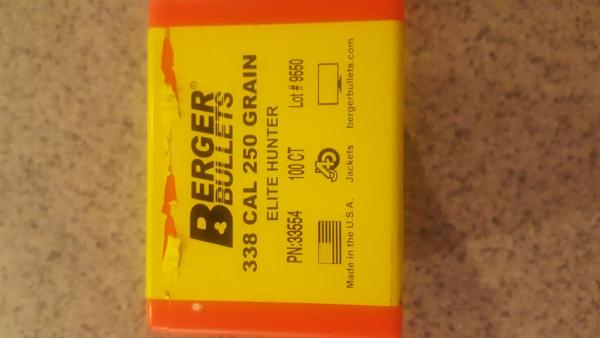 BERGER®
BULLETS
338 CAL 250 GRAIN
ELITE HUNTER
PN:33554 100 CT Lot # 9550
Made in the U.S.A. Jackets bergerbullets.com